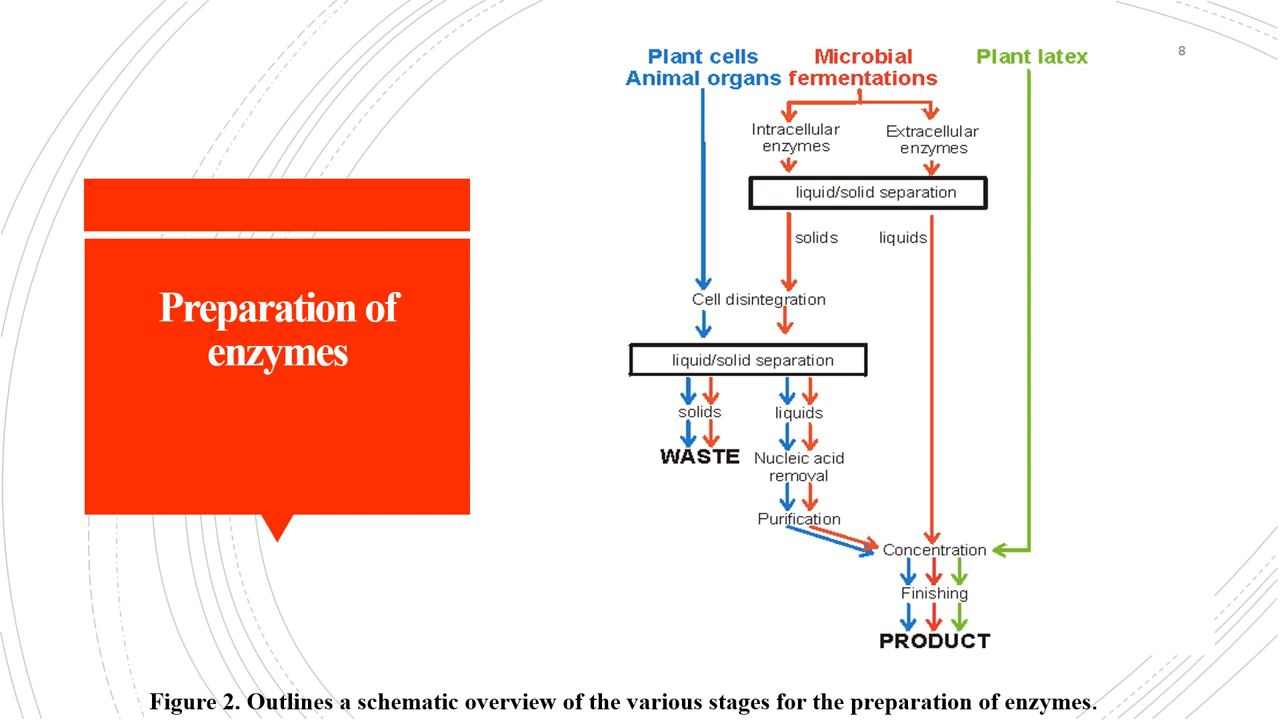 8
Preparation of
enzymes
Plant cells
Animal organs
Microbial
fermentations
Plant latex
Intracellular
enzymes
Extracellular
enzymes
liquid/solid separation
solids
liquids
Cell disintegration
liquid/solid separation
solids
liquids
WASTE
Nucleic acid
removal
Purification
Concentration
Finishing
PRODUCT
Figure 2. Outlines a schematic overview of the various stages for the preparation of enzymes.